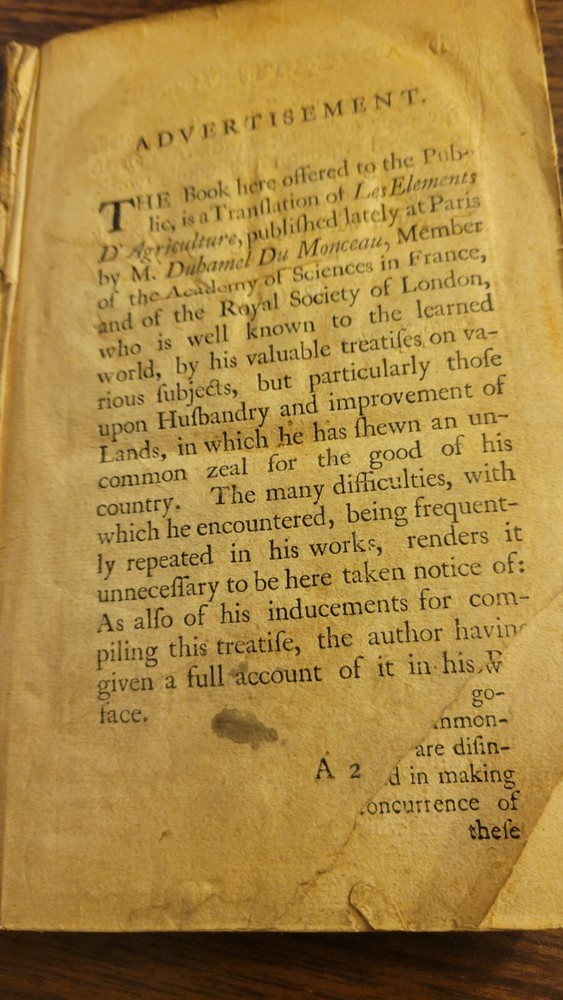 ADVERTISEMENT.
THE Book here offered to the Pub-
lic, is a Tranſlation of Les Elements
D'Agriculture, publiſhed lately at Paris
by M. Duhamel Du Monceau, Member
of the Academy of Sciences in France,
and of the Royal Society of London,
who is well known to the learned
world, by his valuable treatiſes on va-
rious ſubjects, but particularly thoſe
upon Huſbandry and improvement of
Lands, in which he has ſhewn an un-
common zeal for the good of his
country. The many difficulties, with
which he encountered, being frequent-
ly repeated in his works, renders it
unneceſſary to be here taken notice of:
As alſo of his inducements for com-
piling this treatiſe, the author having
given a full account of it in his
face.
go-
mmon-
A 2
are diſin-
d in making
oncurrence of
theſe